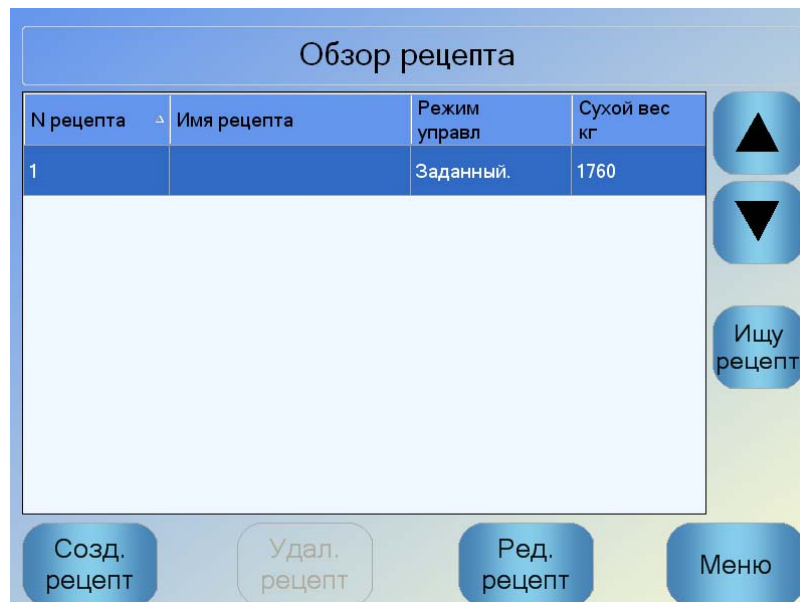 Обзор рецепта
N рецепта
Имя рецепта
Режим
управл
Сухой вес
кг
1
Заданный.
1760
Ищу
рецепт
Созд.
рецепт
Удал.
рецепт
Ред.
рецепт
Меню